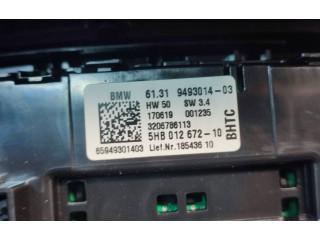 BMW 61.31 9493014-03
HW 50 SW 3.4
170619 001235
3206786113
5HB 012 672-10
65949301403 Lief.Nr.185436 10
BHTC